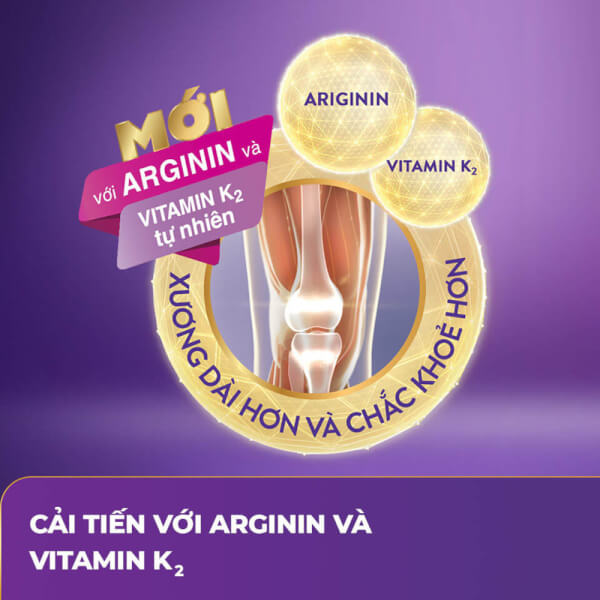 MỚI
với ARGININ và
VITAMIN K₂
tự nhiên
ARIGININ
VITAMIN K₂
XƯƠNG DÀI HƠN VÀ CHẮC KHOẺ HƠN
CẢI TIẾN VỚI ARGININ VÀ
VITAMIN K₂